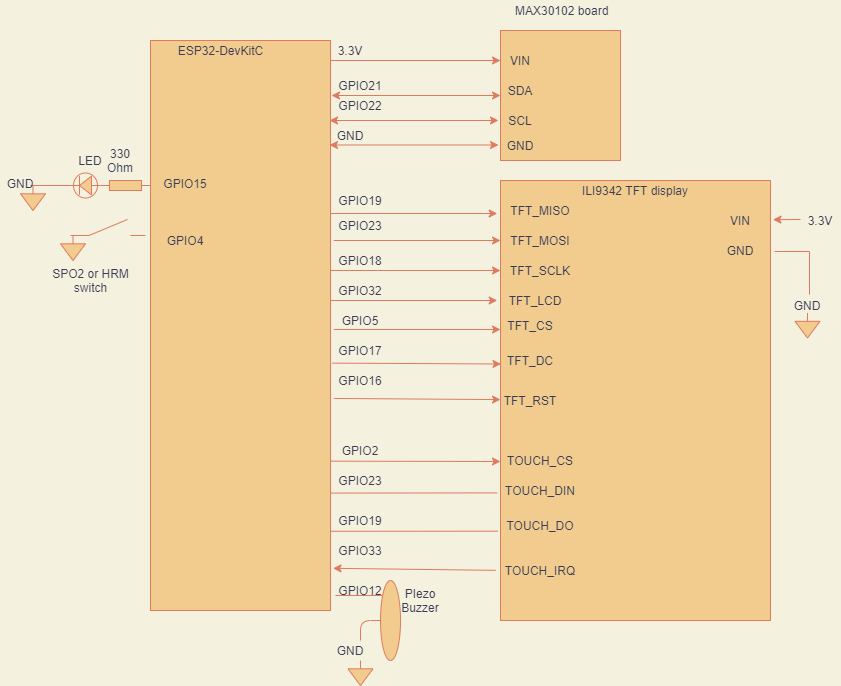 MAX30102 board
ESP32-DevKitC
3.3V
VIN
GPIO21
SDA
GPIO22
SCL
GND
GND
LED
330
Ohm
GND
GPIO15
GPIO4
SPO2 or HRM
switch
ILI9342 TFT display
GPIO19
TFT_MISO
VIN
3.3V
GPIO23
TFT_MOSI
GND
GPIO18
TFT_SCLK
GPIO32
TFT_LCD
GND
GPIO5
TFT_CS
GPIO17
TFT_DC
GPIO16
TFT_RST
GPIO2
TOUCH_CS
GPIO23
TOUCH_DIN
GPIO19
TOUCH_DO
GPIO33
TOUCH_IRQ
GPIO12
PIezo
Buzzer
GND